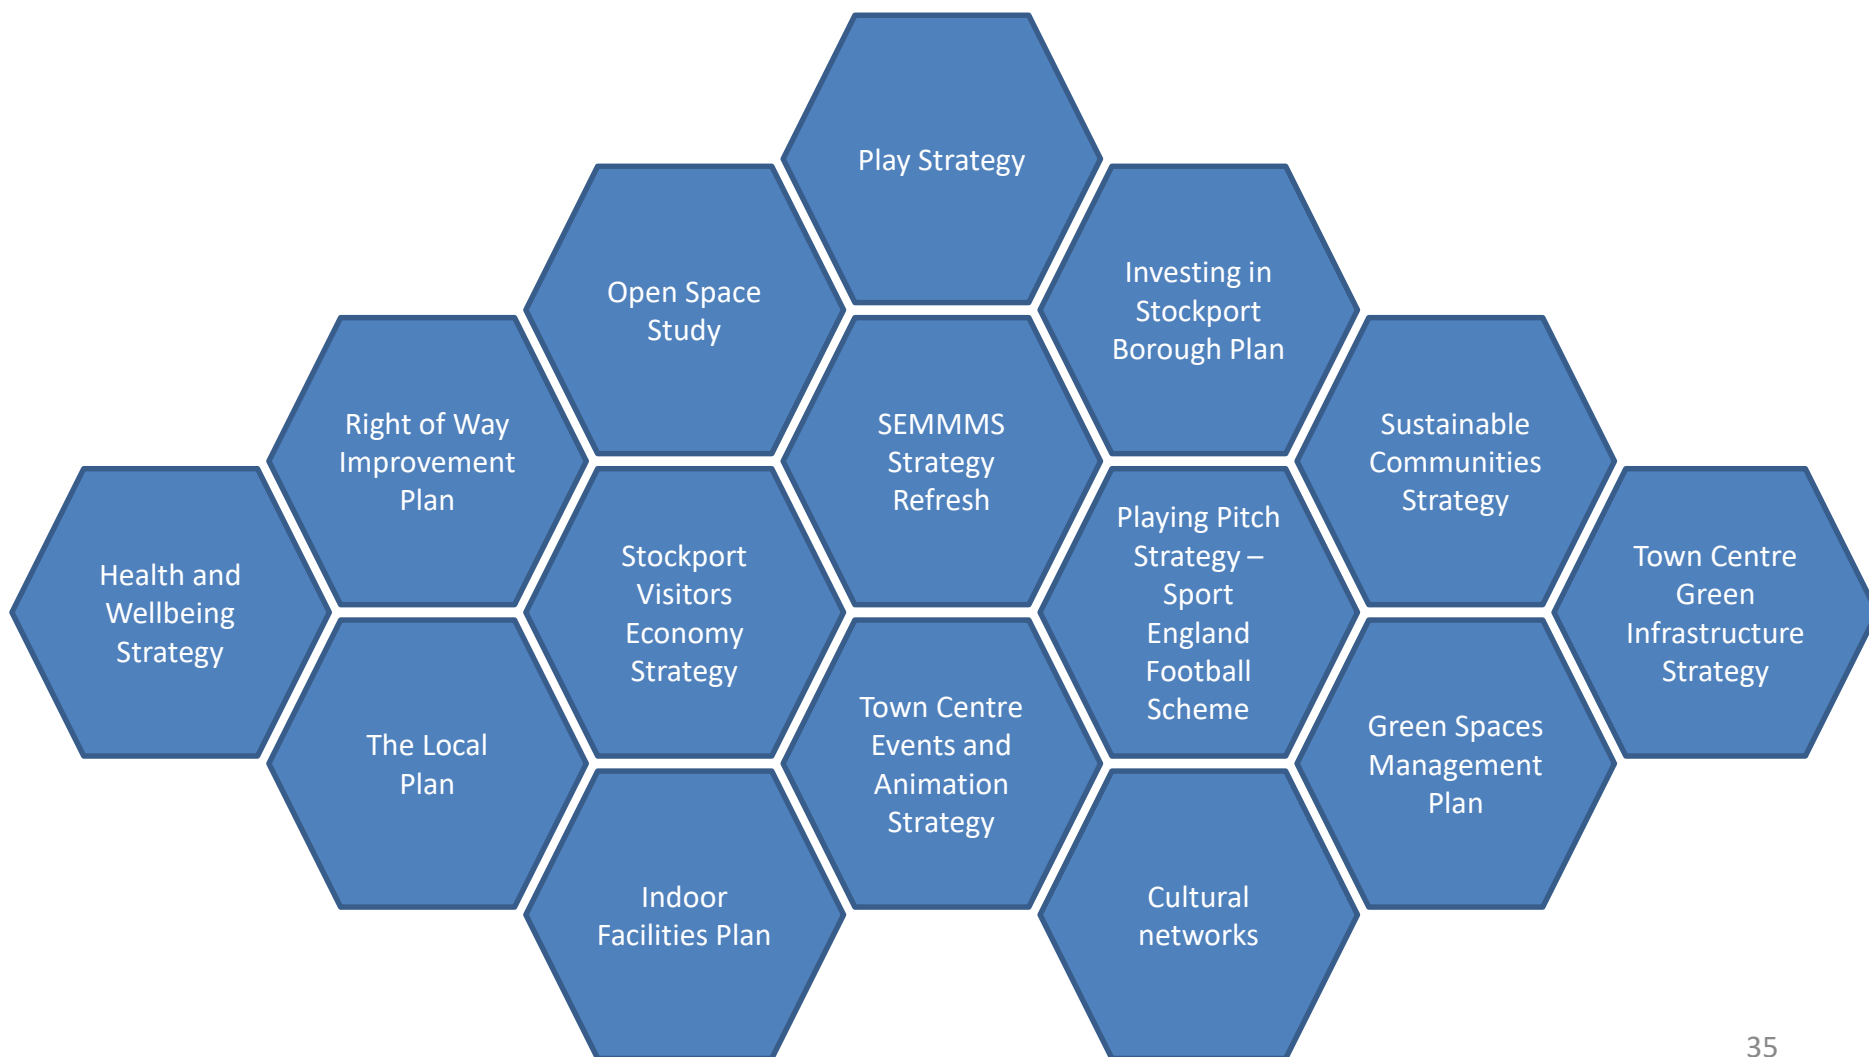 Play Strategy
Open Space
Study
Investing in
Stockport
Borough Plan
Right of Way
Improvement
Plan
SEMMMS
Strategy
Refresh
Sustainable
Communities
Strategy
Health and
Wellbeing
Strategy
Stockport
Visitors
Economy
Strategy
Playing Pitch
Strategy –
Sport
England
Football
Scheme
Town Centre
Green
Infrastructure
Strategy
The Local
Plan
Town Centre
Events and
Animation
Strategy
Green Spaces
Management
Plan
Indoor
Facilities Plan
Cultural
networks
35